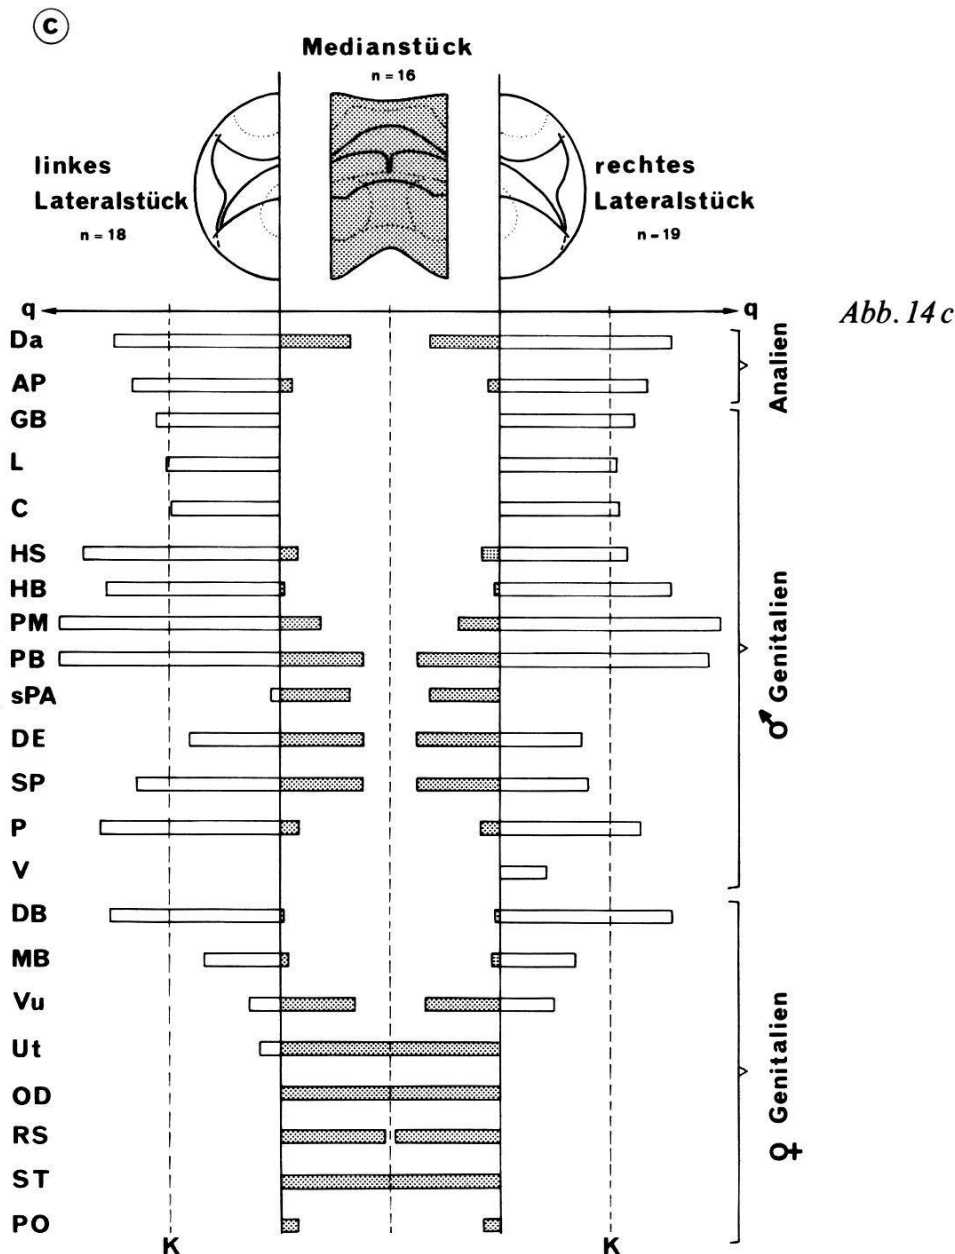 C
Medianstück
n = 16
linkes
Lateralstück
n = 18
rechtes
Lateralstück
n - 19
q
q
Abb. 14 c
Da
AP
GB
L
C
HS
HB
PM
PB
sPA
DE
SP
P
V
DB
MB
Vu
Ut
OD
RS
ST
PO
K
K
Analien
♂ Genitalien
♀ Genitalien